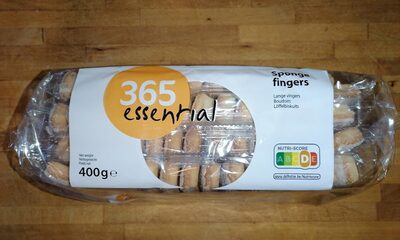 365
essential
Sponge
fingers
Lange vingers
Boudoirs
Löffelbiskuits
400g e
NUTRI-SCORE
A B C D E